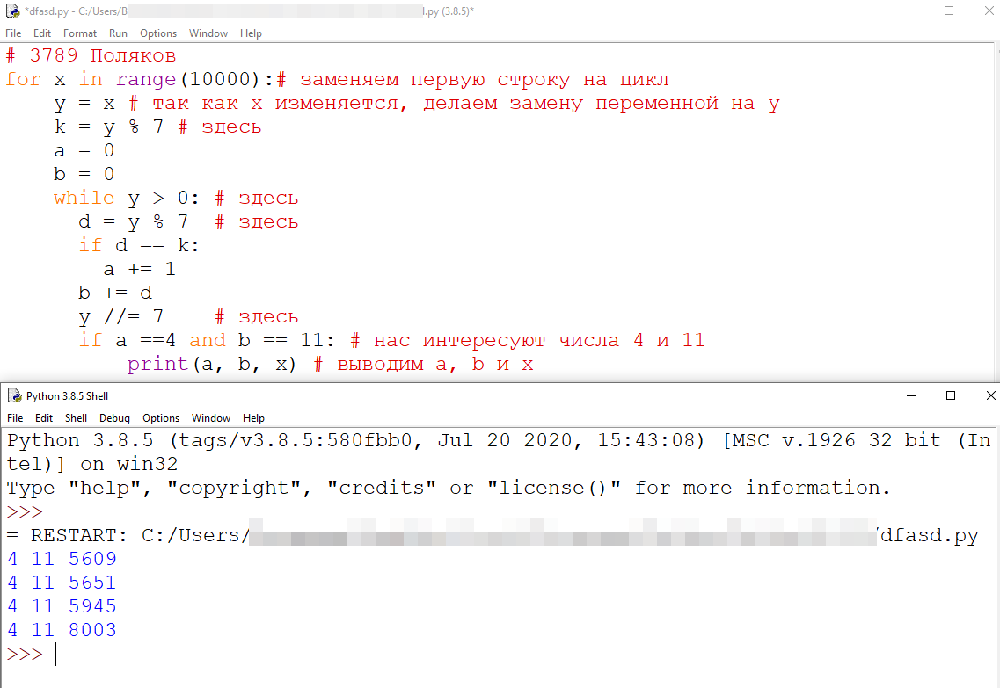 *dfasd.py - C:/Users/B l.py (3.8.5)*
File Edit Format Run Options Window Help
# 3789 Поляков
for x in range(10000):# заменяем первую строку на цикл
    y = x # так как x изменяется, делаем замену переменной на y
    k = y % 7 # здесь
    a = 0
    b = 0
    while y > 0: # здесь
      d = y % 7  # здесь
      if d == k:
        a += 1
      b += d
      y //= 7    # здесь
      if a ==4 and b == 11: # нас интересуют числа 4 и 11
          print(a, b, x) # выводим a, b и x
Python 3.8.5 Shell
File Edit Shell Debug Options Window Help
Python 3.8.5 (tags/v3.8.5:580fbb0, Jul 20 2020, 15:43:08) [MSC v.1926 32 bit (In
tel)] on win32
Type "help", "copyright", "credits" or "license()" for more information.
>>>
= RESTART: C:/Users/ /dfasd.py
4 11 5609
4 11 5651
4 11 5945
4 11 8003
>>>